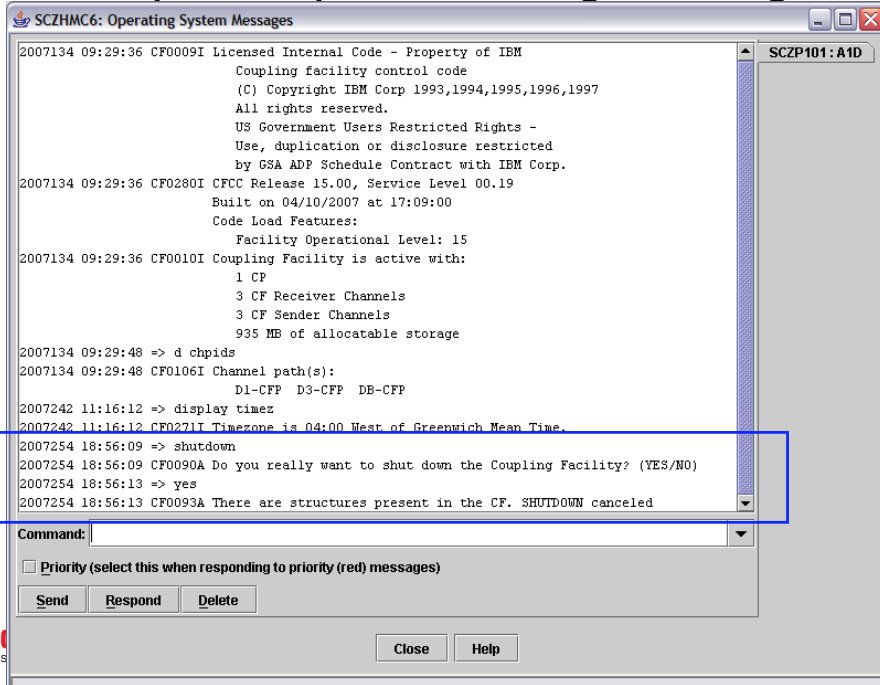 SCZHMC6: Operating System Messages
SCZP101:A1D
2007134 09:29:36 CF0009I Licensed Internal Code - Property of IBM
Coupling facility control code
(C) Copyright IBM Corp 1993,1994,1995,1996,1997
All rights reserved.
US Government Users Restricted Rights -
Use, duplication or disclosure restricted
by GSA ADP Schedule Contract with IBM Corp.
2007134 09:29:36 CF0280I CFCC Release 15.00, Service Level 00.19
Built on 04/10/2007 at 17:09:00
Code Load Features:
Facility Operational Level: 15
2007134 09:29:36 CF0010I Coupling Facility is active with:
1 CP
3 CF Receiver Channels
3 CF Sender Channels
935 MB of allocatable storage
2007134 09:29:48 => d chpids
2007134 09:29:48 CF0106I Channel path(s):
D1-CFP D3-CFP DB-CFP
2007242 11:16:12 => display timez
2007242 11:16:12 CF0271I Timezone is 04:00 West of Greenwich Mean Time.
2007254 18:56:09 => shutdown
2007254 18:56:09 CF0090A Do you really want to shut down the Coupling Facility? (YES/NO)
2007254 18:56:13 => yes
2007254 18:56:13 CF0093A There are structures present in the CF. SHUTDOWN canceled
Command:
Priority (select this when responding to priority (red) messages)
Send Respond Delete
Close Help